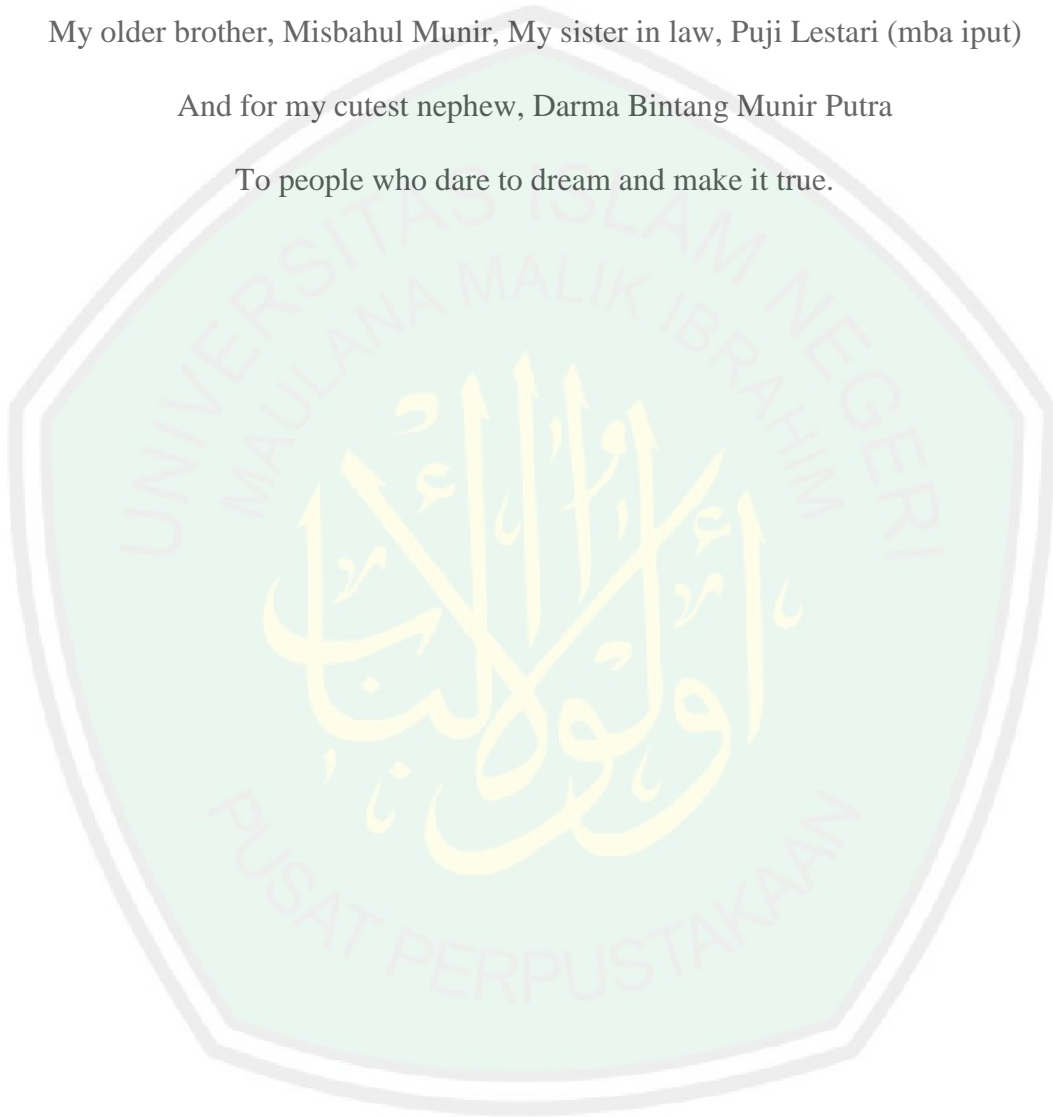 My older brother, Misbahul Munir, My sister in law, Puji Lestari (mba iput)
And for my cutest nephew, Darma Bintang Munir Putra
To people who dare to dream and make it true.
UNIVERSITAS ISLAM NEGERI
MAULANA MALIK IBRAHIM
أولو الألباب
PUSAT PERPUSTAKAAN